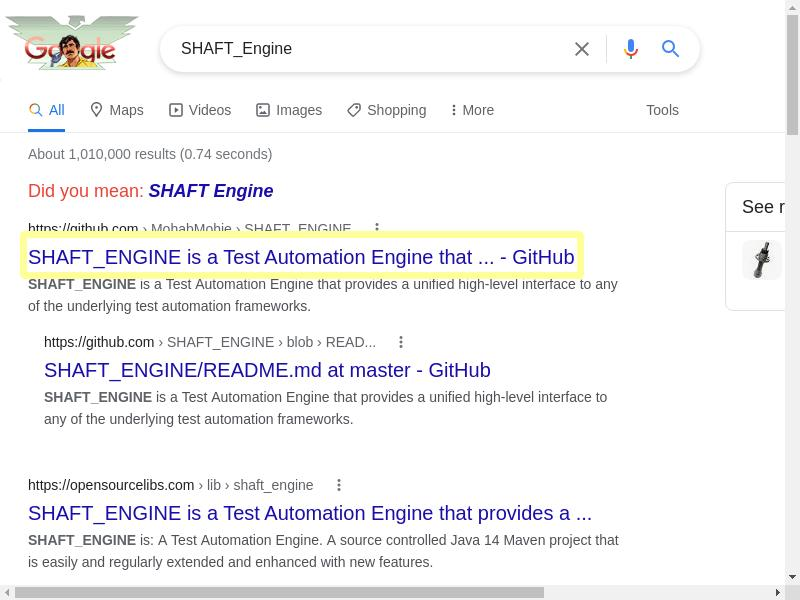 Google
SHAFT_Engine
All Maps Videos Images Shopping More Tools
About 1,010,000 results (0.74 seconds)
Did you mean: SHAFT Engine
https://github.com › MohabMohie › SHAFT_ENGINE
SHAFT_ENGINE is a Test Automation Engine that ... - GitHub
SHAFT_ENGINE is a Test Automation Engine that provides a unified high-level interface to any
of the underlying test automation frameworks.
https://github.com › SHAFT_ENGINE › blob › READ...
SHAFT_ENGINE/README.md at master - GitHub
SHAFT_ENGINE is a Test Automation Engine that provides a unified high-level interface to
any of the underlying test automation frameworks.
https://opensourcelibs.com › lib › shaft_engine
SHAFT_ENGINE is a Test Automation Engine that provides a ...
SHAFT_ENGINE is: A Test Automation Engine. A source controlled Java 14 Maven project that
is easily and regularly extended and enhanced with new features.
See r